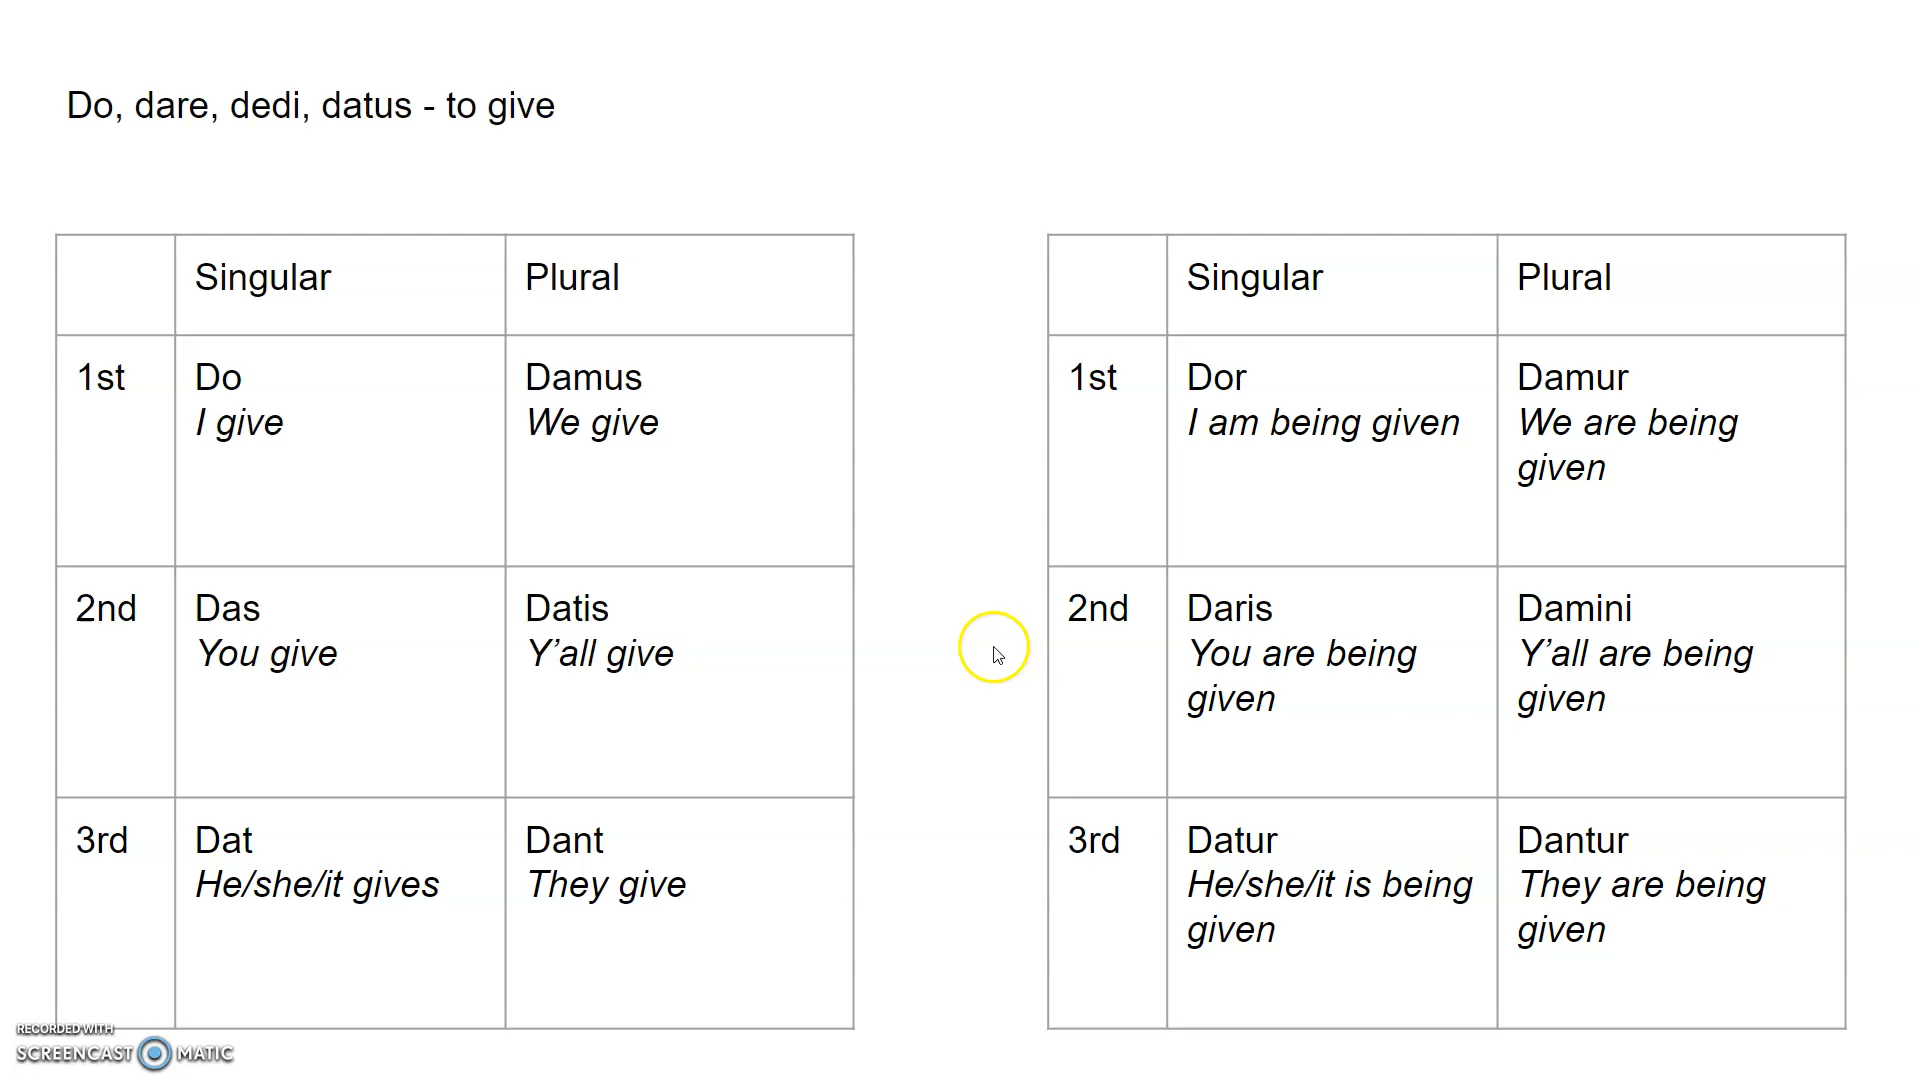 Do, dare, dedi, datus - to give
Singular Plural
1st Do Damus
I give We give
2nd Das Datis
You give Y’all give
3rd Dat Dant
He/she/it gives They give
Singular Plural
1st Dor Damur
I am being given We are being
given
2nd Daris Damini
You are being Y’all are being
given given
3rd Datur Dantur
He/she/it is being They are being
given given
RECORDED WITH
SCREENCAST MATIC